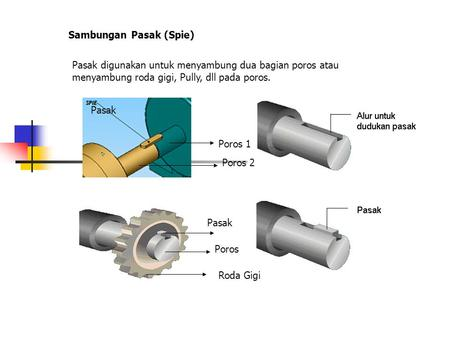 Sambungan Pasak (Spie)
Pasak digunakan untuk menyambung dua bagian poros atau
menyambung roda gigi, Pully, dll pada poros.
SPIE
Pasak
Poros 1
Poros 2
Alur untuk
dudukan pasak
Pasak
Poros
Roda Gigi
Pasak